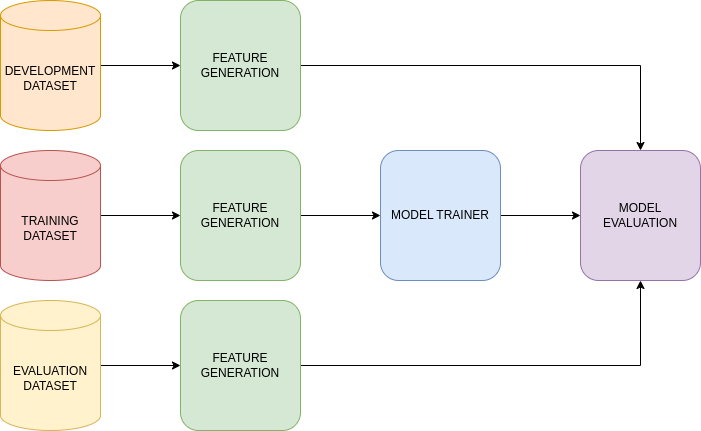 DEVELOPMENT
DATASET
FEATURE
GENERATION
TRAINING
DATASET
FEATURE
GENERATION
MODEL TRAINER
MODEL
EVALUATION
EVALUATION
DATASET
FEATURE
GENERATION